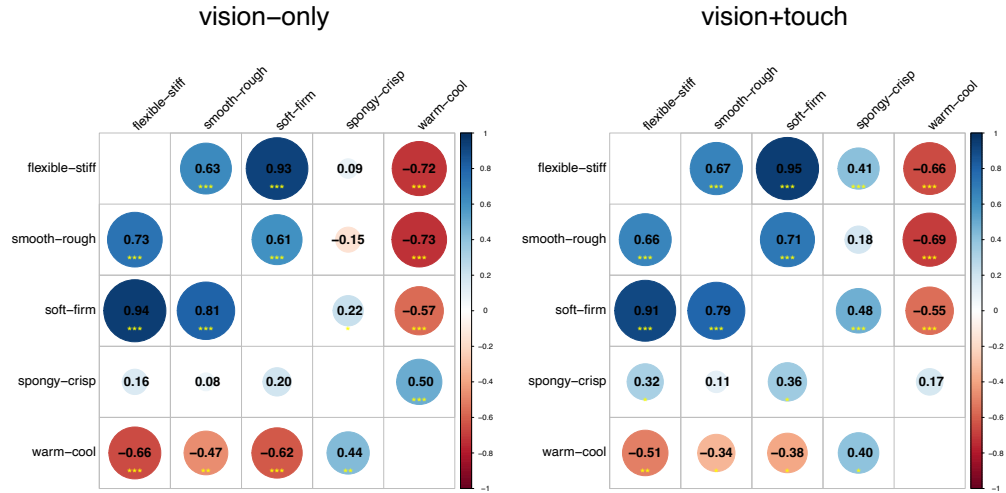 vision−only
flexible−stiff smooth−rough soft−firm spongy−crisp warm−cool
flexible−stiff 0.63 *** 0.93 *** 0.09 −0.72 ***
smooth−rough 0.73 *** 0.61 *** −0.15 −0.73 ***
soft−firm 0.94 *** 0.81 *** 0.22 * −0.57 ***
spongy−crisp 0.16 0.08 0.20 0.50 ***
warm−cool −0.66 *** −0.47 ** −0.62 *** 0.44 **
1
0.8
0.6
0.4
0.2
0
−0.2
−0.4
−0.6
−0.8
−1
vision+touch
flexible−stiff smooth−rough soft−firm spongy−crisp warm−cool
flexible−stiff 0.67 *** 0.95 *** 0.41 *** −0.66 ***
smooth−rough 0.66 *** 0.71 *** 0.18 −0.69 ***
soft−firm 0.91 *** 0.79 *** 0.48 *** −0.55 ***
spongy−crisp 0.32 * 0.11 0.36 * 0.17
warm−cool −0.51 *** −0.34 * −0.38 * 0.40 *
1
0.8
0.6
0.4
0.2
0
−0.2
−0.4
−0.6
−0.8
−1